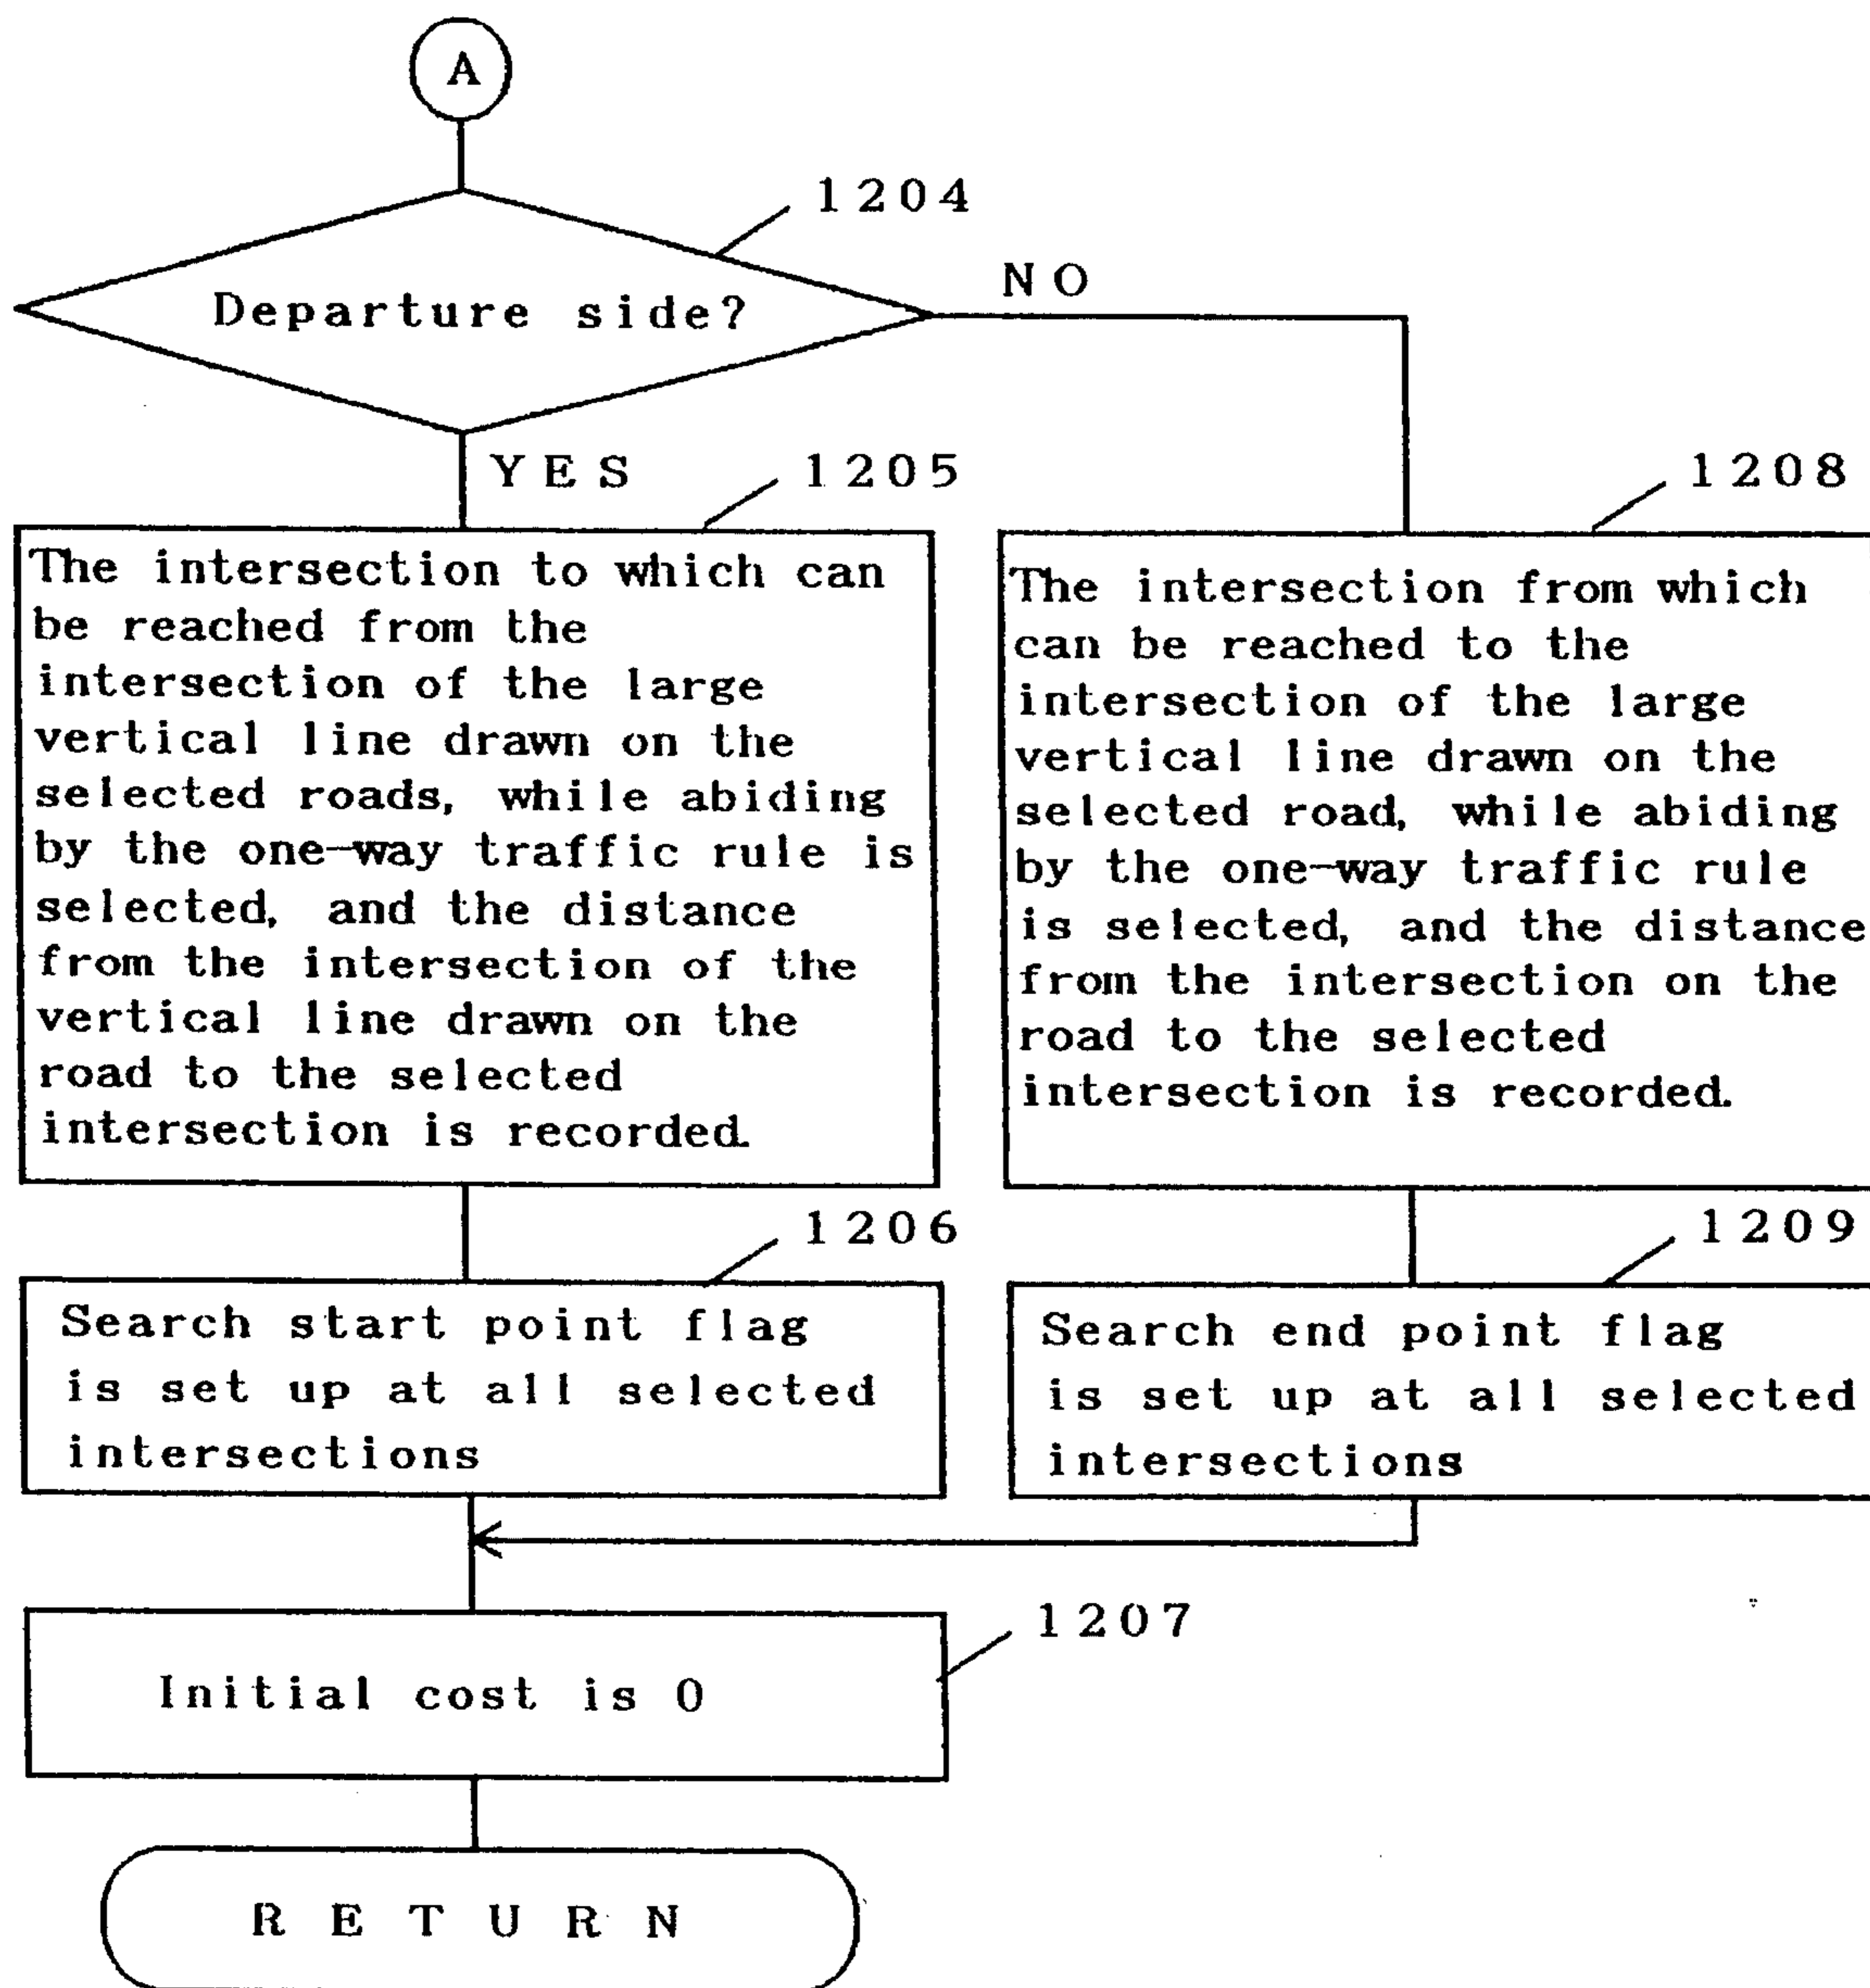 A
1204
Departure side?
NO
YES
1205
1208
The intersection to which can
be reached from the
intersection of the large
vertical line drawn on the
selected roads, while abiding
by the one-way traffic rule is
selected, and the distance
from the intersection of the
vertical line drawn on the
road to the selected
intersection is recorded.
The intersection from which
can be reached to the
intersection of the large
vertical line drawn on the
selected road, while abiding
by the one-way traffic rule
is selected, and the distance
from the intersection on the
road to the selected
intersection is recorded.
1206
1209
Search start point flag
is set up at all selected
intersections
Search end point flag
is set up at all selected
intersections
1207
Initial cost is 0
RETURN